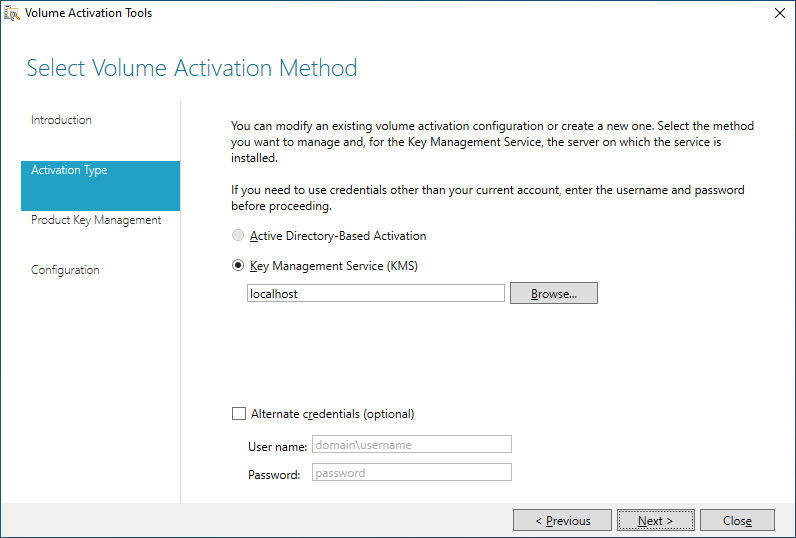 Volume Activation Tools
Select Volume Activation Method
Introduction
Activation Type
Product Key Management
Configuration
You can modify an existing volume activation configuration or create a new one. Select the method
you want to manage and, for the Key Management Service, the server on which the service is
installed.
If you need to use credentials other than your current account, enter the username and password
before proceeding.
Active Directory-Based Activation
Key Management Service (KMS)
localhost
Browse...
Alternate credentials (optional)
User name: domain\username
Password: password
< Previous
Next >
Close